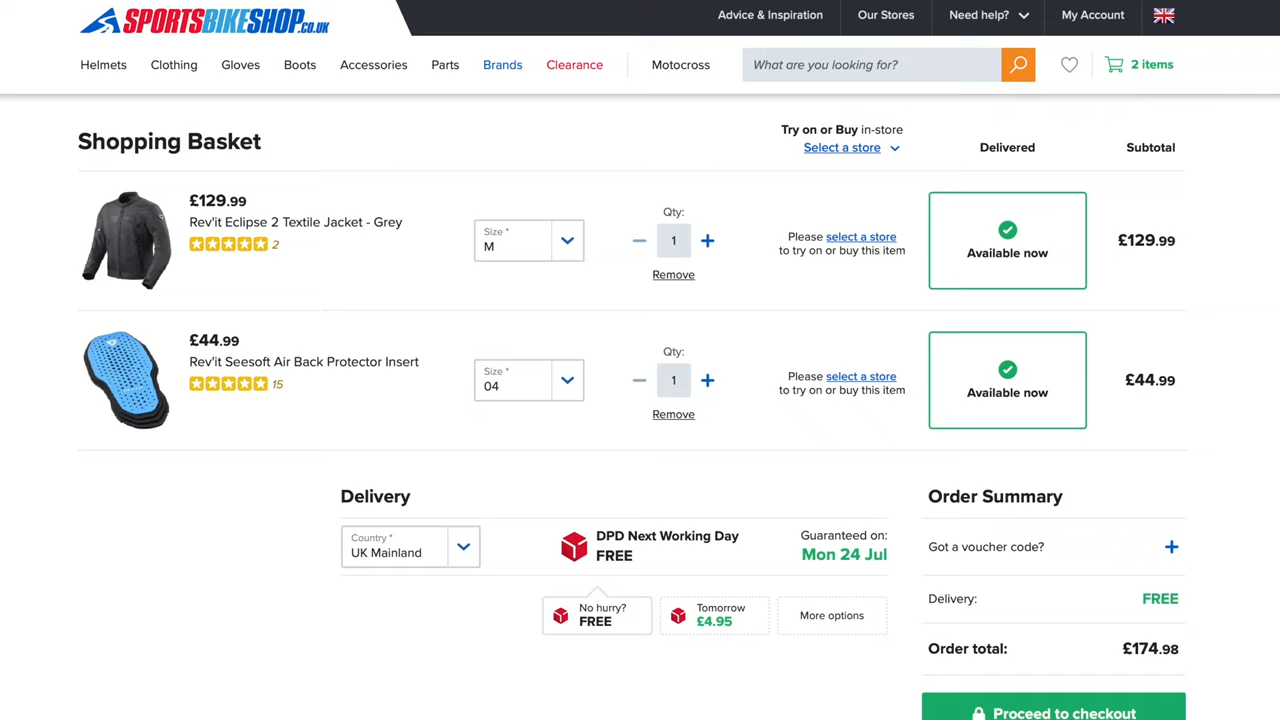 SPORTSBIKESHOP.CO.UK
Advice & Inspiration
Our Stores
Need help?
My Account
Helmets
Clothing
Gloves
Boots
Accessories
Parts
Brands
Clearance
Motocross
What are you looking for?
2 items
Shopping Basket
Try on or Buy in-store
Select a store
Delivered
Subtotal
£129.99
Rev'it Eclipse 2 Textile Jacket - Grey
2
Size *
M
Qty:
1
Remove
Please select a store
to try on or buy this item
Available now
£129.99
£44.99
Rev'it Seesoft Air Back Protector Insert
15
Size *
04
Qty:
1
Remove
Please select a store
to try on or buy this item
Available now
£44.99
Delivery
Country *
UK Mainland
DPD Next Working Day
FREE
Guaranteed on:
Mon 24 Jul
No hurry?
FREE
Tomorrow
£4.95
More options
Order Summary
Got a voucher code?
Delivery:
FREE
Order total:
£174.98
Proceed to checkout